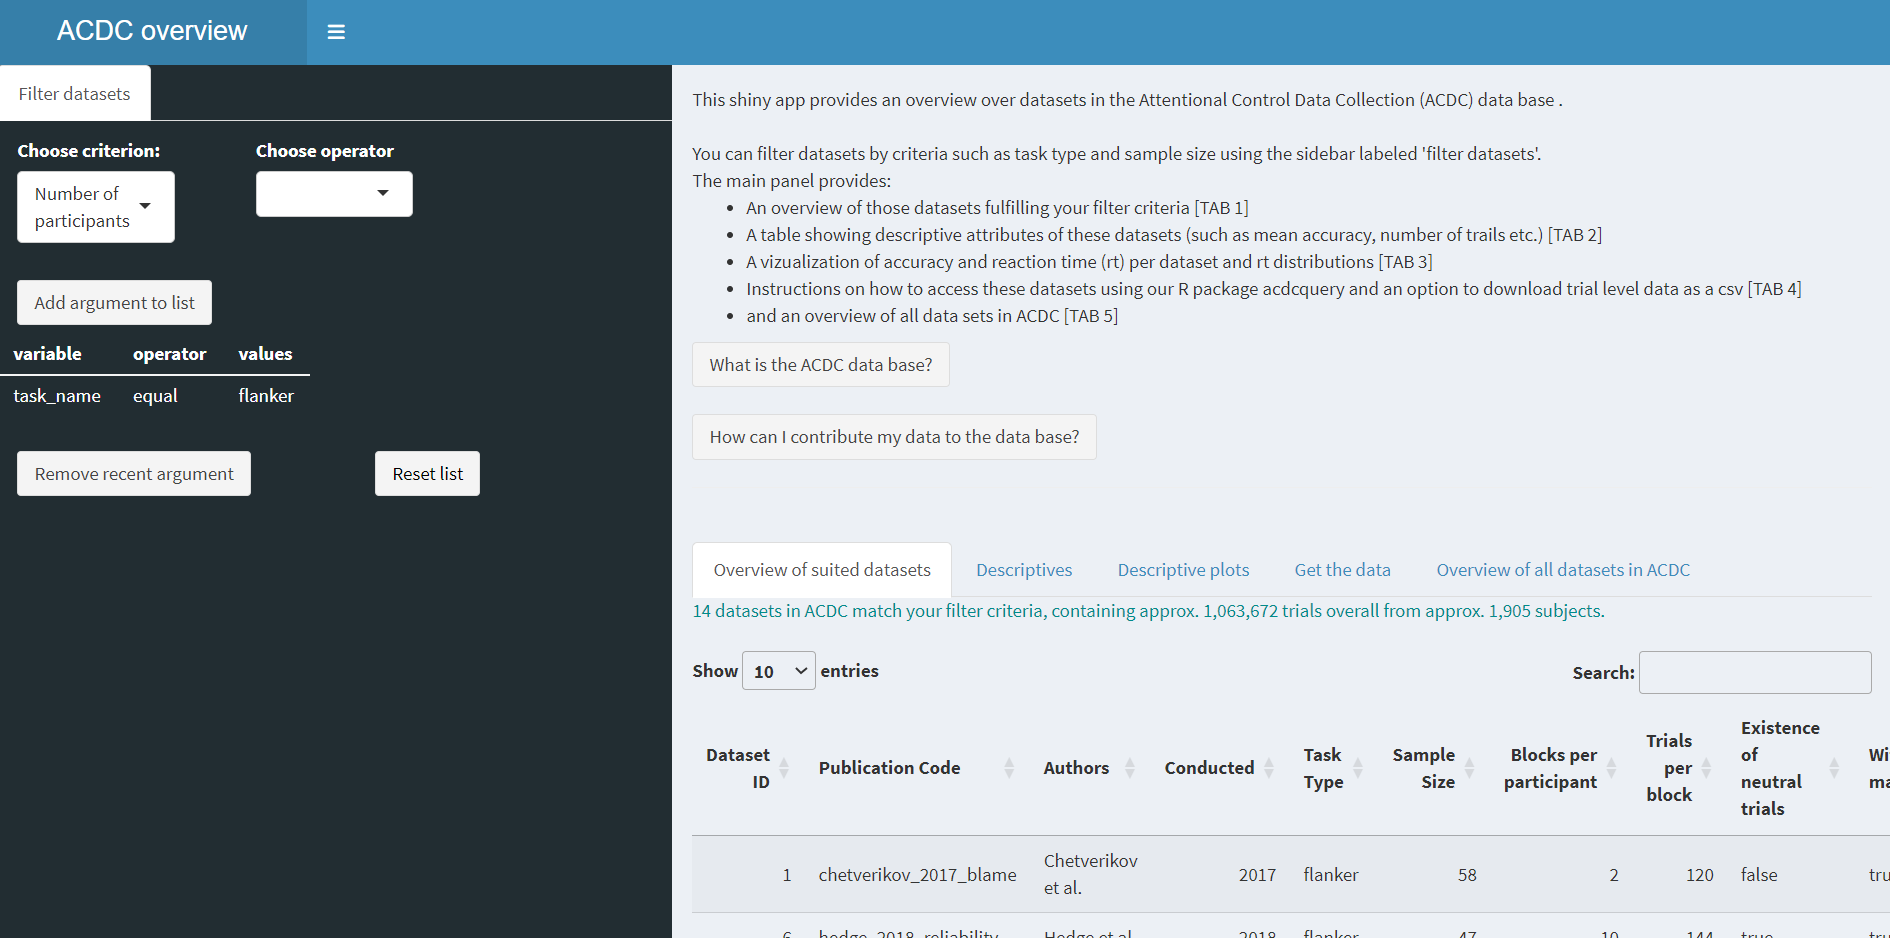 ACDC overview
Filter datasets
Choose criterion:
Choose operator
Number of
participants
Add argument to list
variable operator values
task_name equal flanker
Remove recent argument
Reset list
This shiny app provides an overview over datasets in the Attentional Control Data Collection (ACDC) data base .
You can filter datasets by criteria such as task type and sample size using the sidebar labeled 'filter datasets'.
The main panel provides:
• An overview of those datasets fulfilling your filter criteria [TAB 1]
• A table showing descriptive attributes of these datasets (such as mean accuracy, number of trails etc.) [TAB 2]
• A vizualization of accuracy and reaction time (rt) per dataset and rt distributions [TAB 3]
• Instructions on how to access these datasets using our R package acdcquery and an option to download trial level data as a csv [TAB 4]
• and an overview of all data sets in ACDC [TAB 5]
What is the ACDC data base?
How can I contribute my data to the data base?
Overview of suited datasets Descriptives Descriptive plots Get the data Overview of all datasets in ACDC
14 datasets in ACDC match your filter criteria, containing approx. 1,063,672 trials overall from approx. 1,905 subjects.
Show 10 entries
Search:
Dataset
ID
Publication Code
Authors
Conducted
Task
Type
Sample
Size
Blocks per
participant
Trials
per
block
Existence
of
neutral
trials
Wi
ma
1 chetverikov_2017_blame Chetverikov
et al.
2017 flanker 58 2 120 false tru
6 hedge_2018_reliability Hedge et al. 2018 flanker 47 10 144 true tru